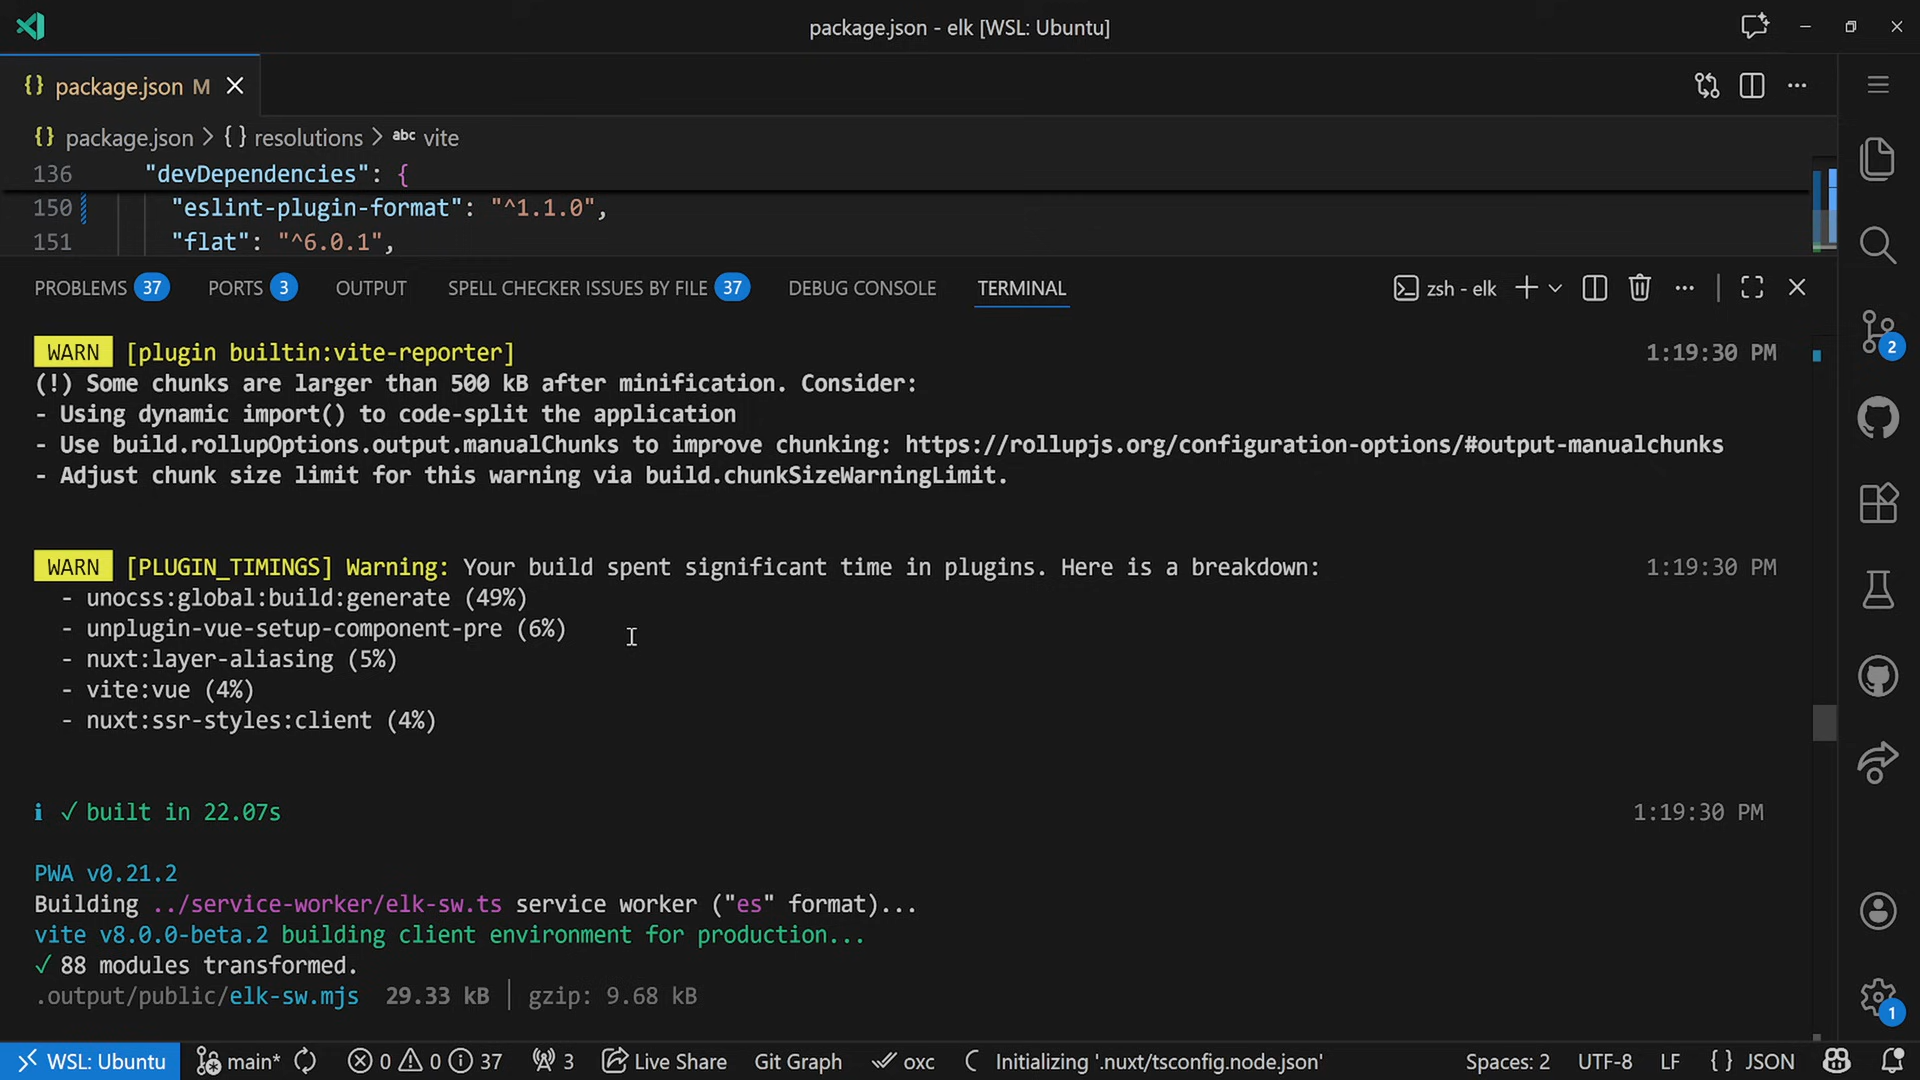 package.json - elk [WSL: Ubuntu]
{} package.json M
{} package.json > {} resolutions > abc vite
136 "devDependencies": {
150 "eslint-plugin-format": "^1.1.0",
151 "flat": "^6.0.1",
PROBLEMS 37 PORTS 3 OUTPUT SPELL CHECKER ISSUES BY FILE 37 DEBUG CONSOLE TERMINAL zsh - elk
WARN [plugin builtin:vite-reporter] 1:19:30 PM
(!) Some chunks are larger than 500 kB after minification. Consider:
- Using dynamic import() to code-split the application
- Use build.rollupOptions.output.manualChunks to improve chunking: https://rollupjs.org/configuration-options/#output-manualchunks
- Adjust chunk size limit for this warning via build.chunkSizeWarningLimit.
WARN [PLUGIN_TIMINGS] Warning: Your build spent significant time in plugins. Here is a breakdown: 1:19:30 PM
- unocss:global:build:generate (49%)
- unplugin-vue-setup-component-pre (6%)
- nuxt:layer-aliasing (5%)
- vite:vue (4%)
- nuxt:ssr-styles:client (4%)
i ✓ built in 22.07s 1:19:30 PM
PWA v0.21.2
Building ../service-worker/elk-sw.ts service worker ("es" format)...
vite v8.0.0-beta.2 building client environment for production...
✓ 88 modules transformed.
.output/public/elk-sw.mjs 29.33 kB │ gzip: 9.68 kB
2
1
WSL: Ubuntu main* 0 0 37 3 Live Share Git Graph oxc Initializing '.nuxt/tsconfig.node.json' Spaces: 2 UTF-8 LF {} JSON